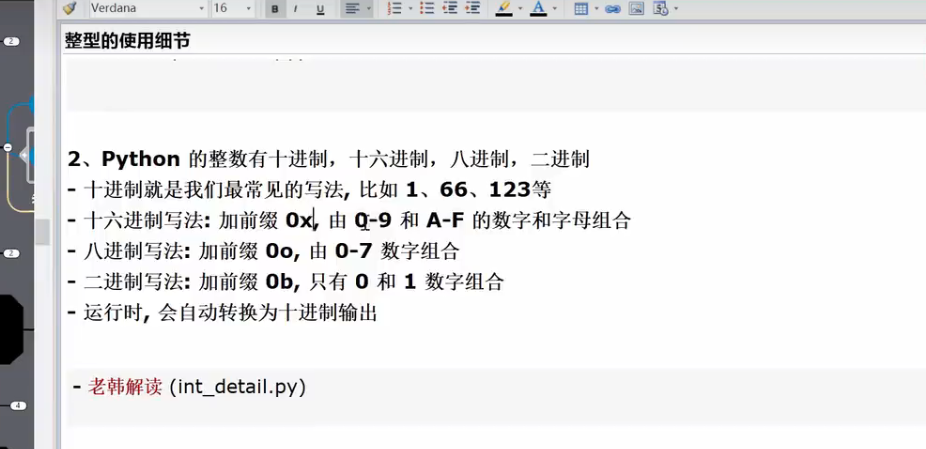 Verdana 16 B I U A
整型的使用细节
2、Python 的整数有十进制，十六进制，八进制，二进制
- 十进制就是我们最常见的写法, 比如 1、66、123等
- 十六进制写法: 加前缀 0x, 由 0-9 和 A-F 的数字和字母组合
- 八进制写法: 加前缀 0o, 由 0-7 数字组合
- 二进制写法: 加前缀 0b, 只有 0 和 1 数字组合
- 运行时, 会自动转换为十进制输出
- 老韩解读 (int_detail.py)
2
2
4